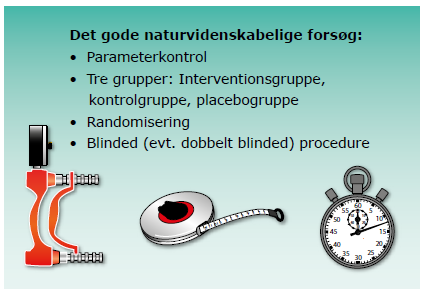 Det gode naturvidenskabelige forsøg:
• Parameterkontrol
• Tre grupper: Interventionsgruppe,
kontrolgruppe, placebogruppe
• Randomisering
• Blinded (evt. dobbelt blinded) procedure
60
55
5
50
10
45
15
40
20
35
25
30